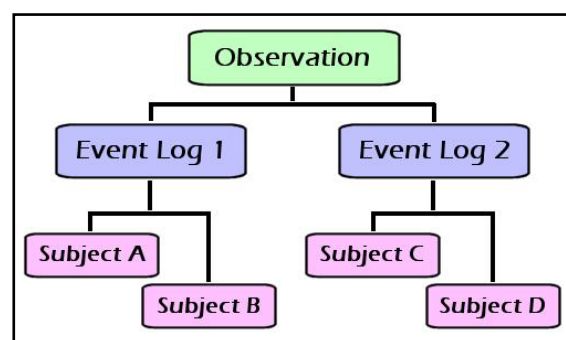 Observation
Event Log 1
Event Log 2
Subject A
Subject B
Subject C
Subject D